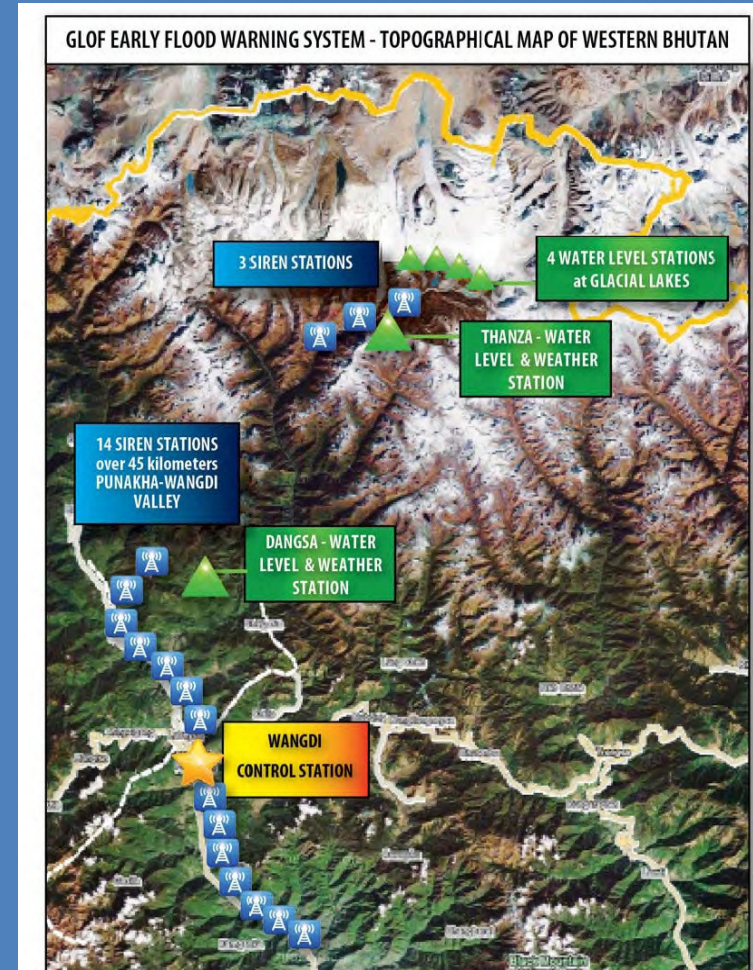 GLOF EARLY FLOOD WARNING SYSTEM - TOPOGRAPHICAL MAP OF WESTERN BHUTAN
3 SIREN STATIONS
4 WATER LEVEL STATIONS
at GLACIAL LAKES
THANZA - WATER
LEVEL & WEATHER
STATION
14 SIREN STATIONS
over 45 kilometers
PUNAKHA-WANGDI
VALLEY
DANGSA - WATER
LEVEL & WEATHER
STATION
WANGDI
CONTROL STATION